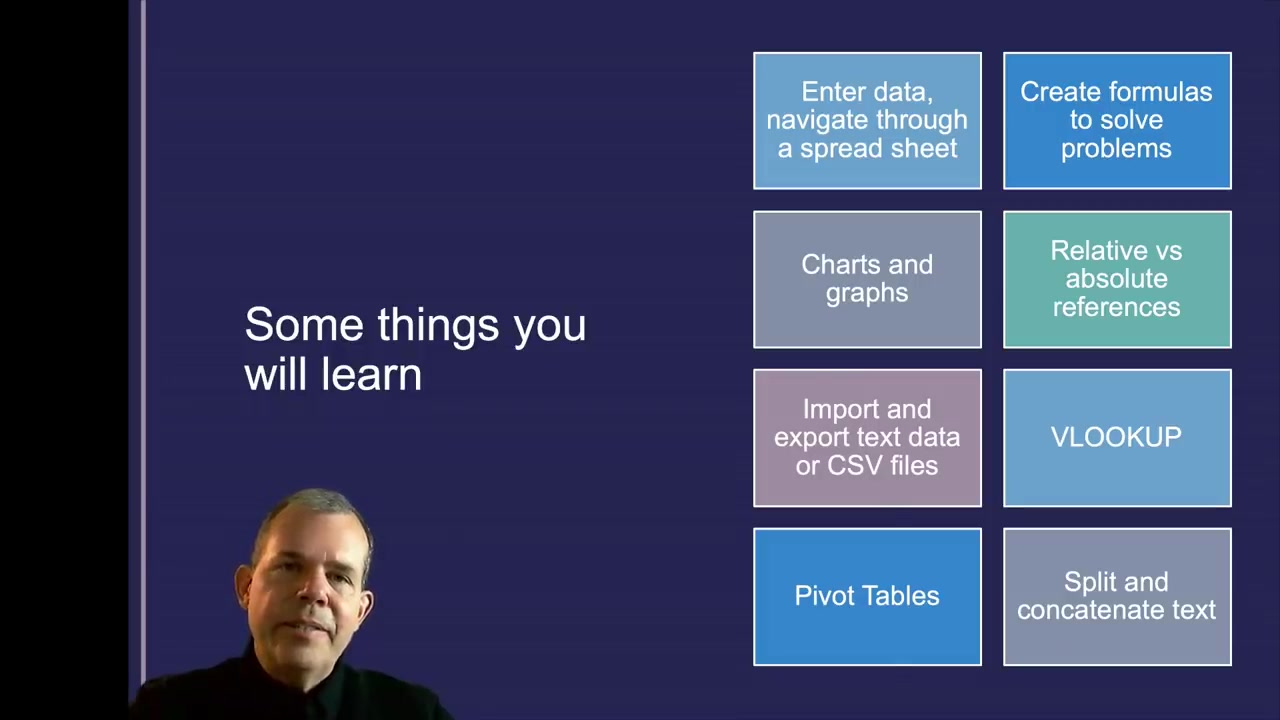 Some things you
will learn
Enter data,
navigate through
a spread sheet
Create formulas
to solve
problems
Charts and
graphs
Relative vs
absolute
references
Import and
export text data
or CSV files
VLOOKUP
Pivot Tables
Split and
concatenate text